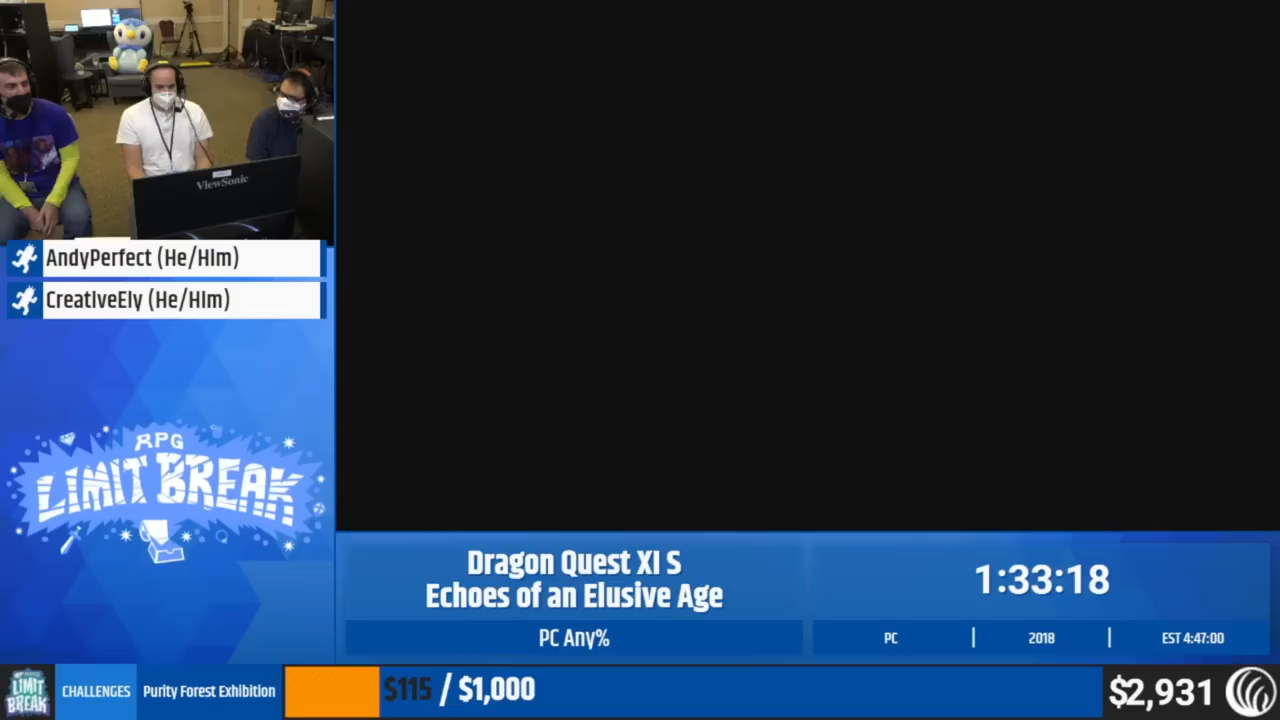 ViewSonic
AndyPerfect (He/Him)
CreativeEly (He/Him)
RPG
LIMIT BREAK
Dragon Quest XI S
Echoes of an Elusive Age
1:33:18
PC Any%
PC | 2018 | EST 4:47:00
LIMIT BREAK
CHALLENGES Purity Forest Exhibition $115 / $1,000 $2,931